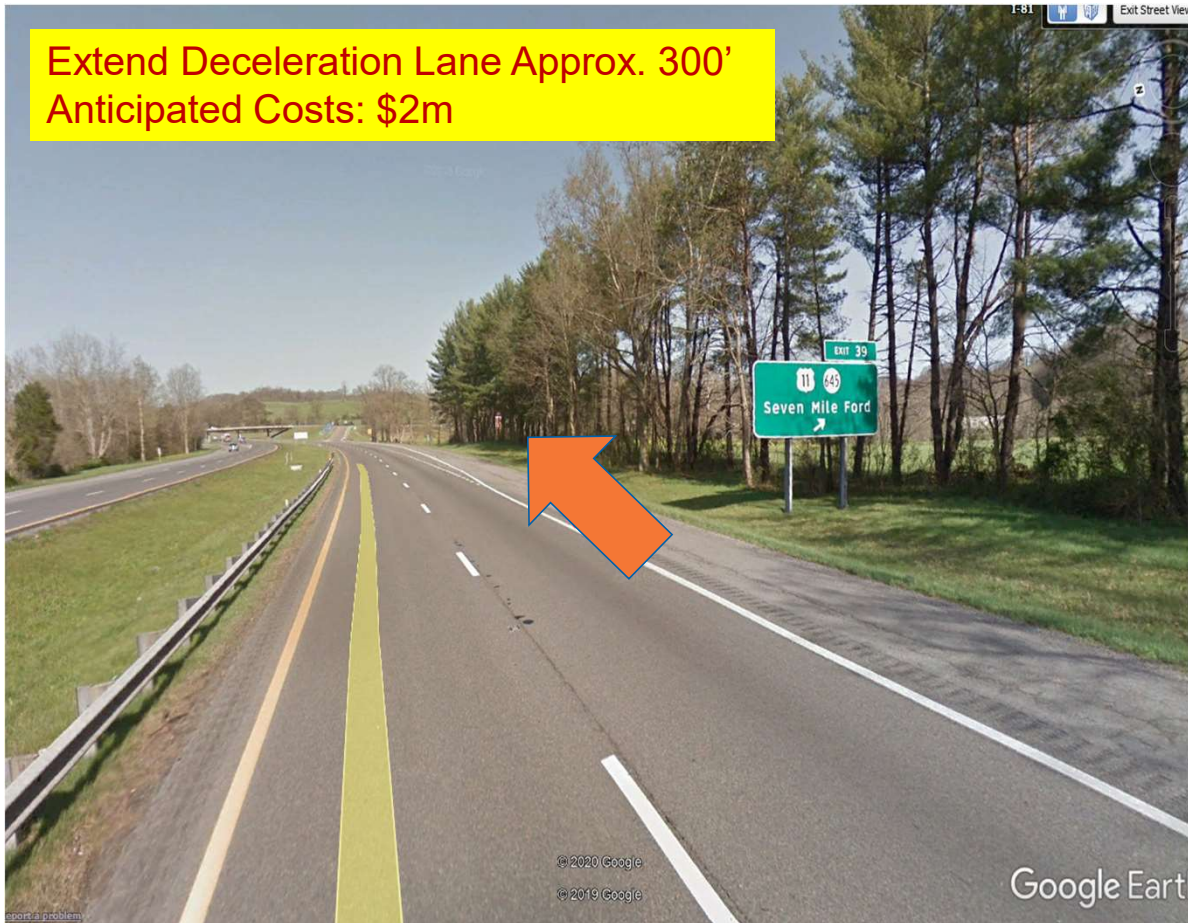 I-81
Exit Street View
Extend Deceleration Lane Approx. 300’
Anticipated Costs: $2m
N
EXIT 39
11 645
Seven Mile Ford
© 2020 Google
© 2019 Google
Google Eart
eport a problem